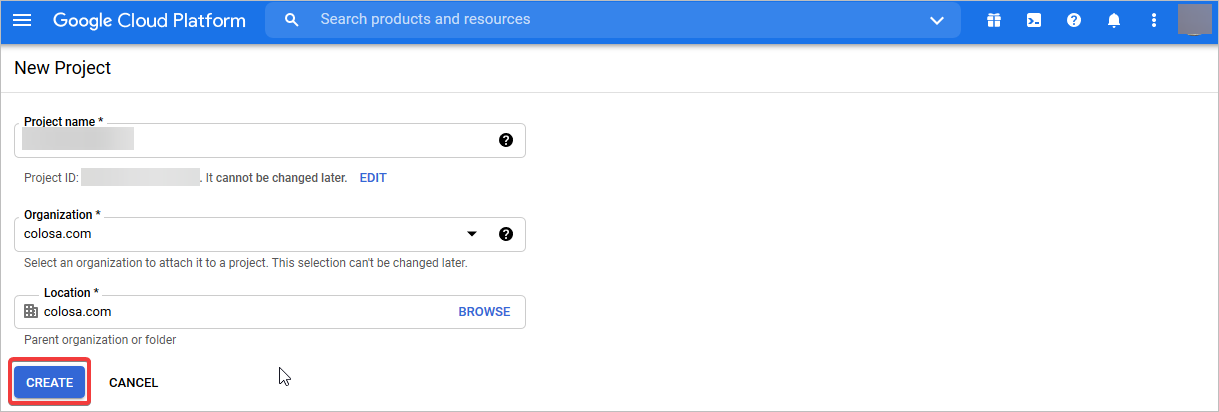 Google Cloud Platform Search products and resources
New Project
Project name *
Project ID: . It cannot be changed later. EDIT
Organization *
colosa.com
Select an organization to attach it to a project. This selection can't be changed later.
Location *
colosa.com BROWSE
Parent organization or folder
CREATE CANCEL